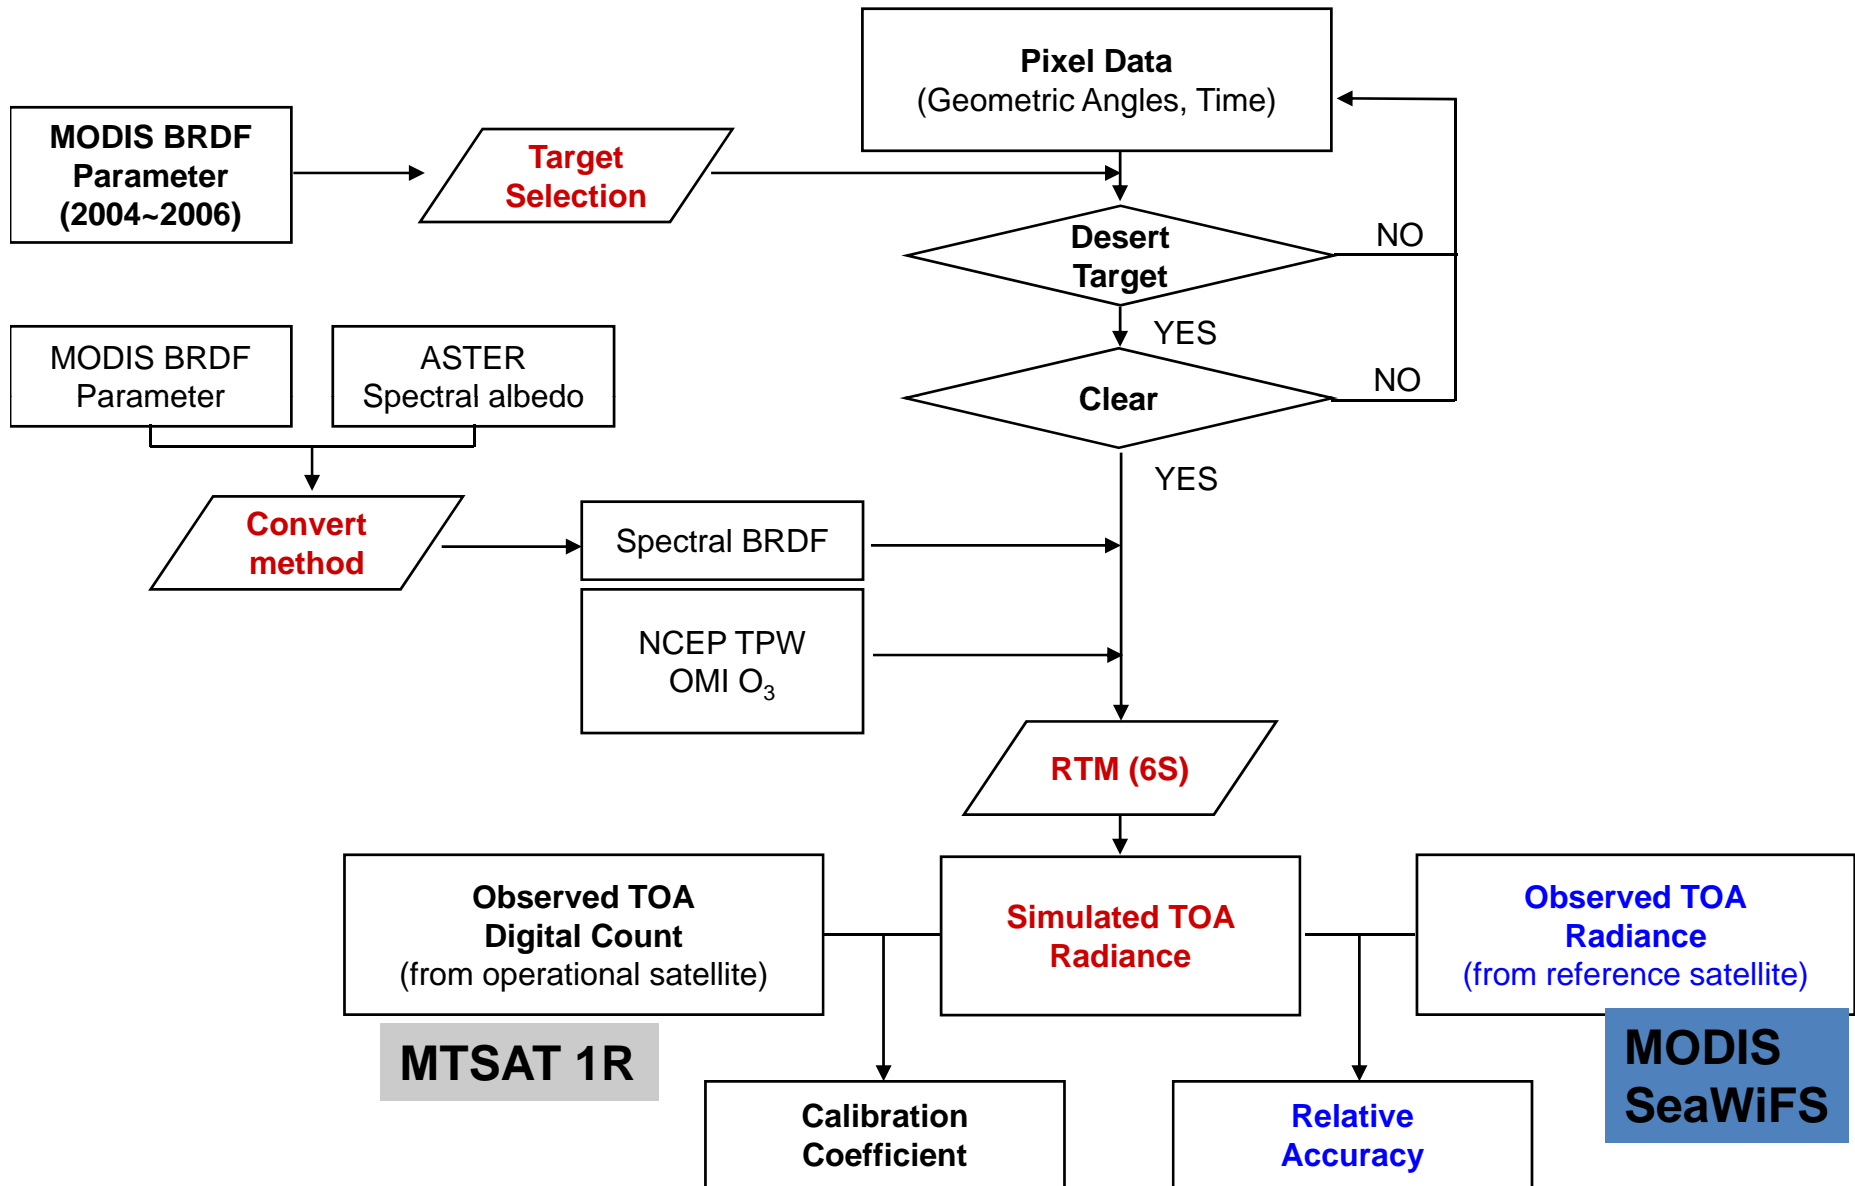 Pixel Data
(Geometric Angles, Time)
MODIS BRDF
Parameter
(2004~2006)
Target
Selection
Desert
Target
NO
YES
MODIS BRDF
Parameter
ASTER
Spectral albedo
Clear
NO
YES
Convert
method
Spectral BRDF
NCEP TPW
OMI O₃
RTM (6S)
Observed TOA
Digital Count
(from operational satellite)
Simulated TOA
Radiance
Observed TOA
Radiance
(from reference satellite)
MTSAT 1R
MODIS
SeaWiFS
Calibration
Coefficient
Relative
Accuracy